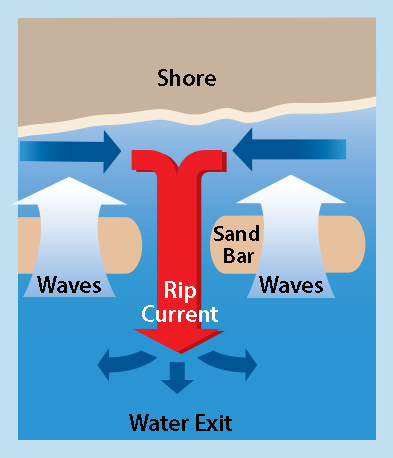 Shore
Sand
Bar
Waves
Rip
Current
Waves
Water Exit